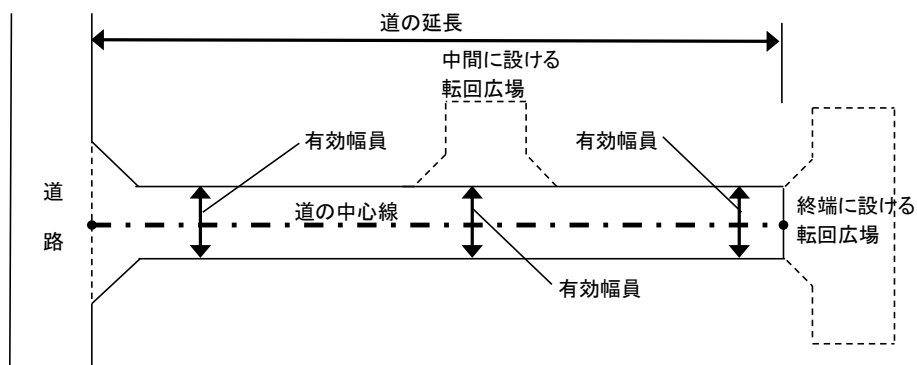 道の延長
中間に設ける
転回広場
有効幅員
有効幅員
道
路
道の中心線
終端に設ける
転回広場
有効幅員